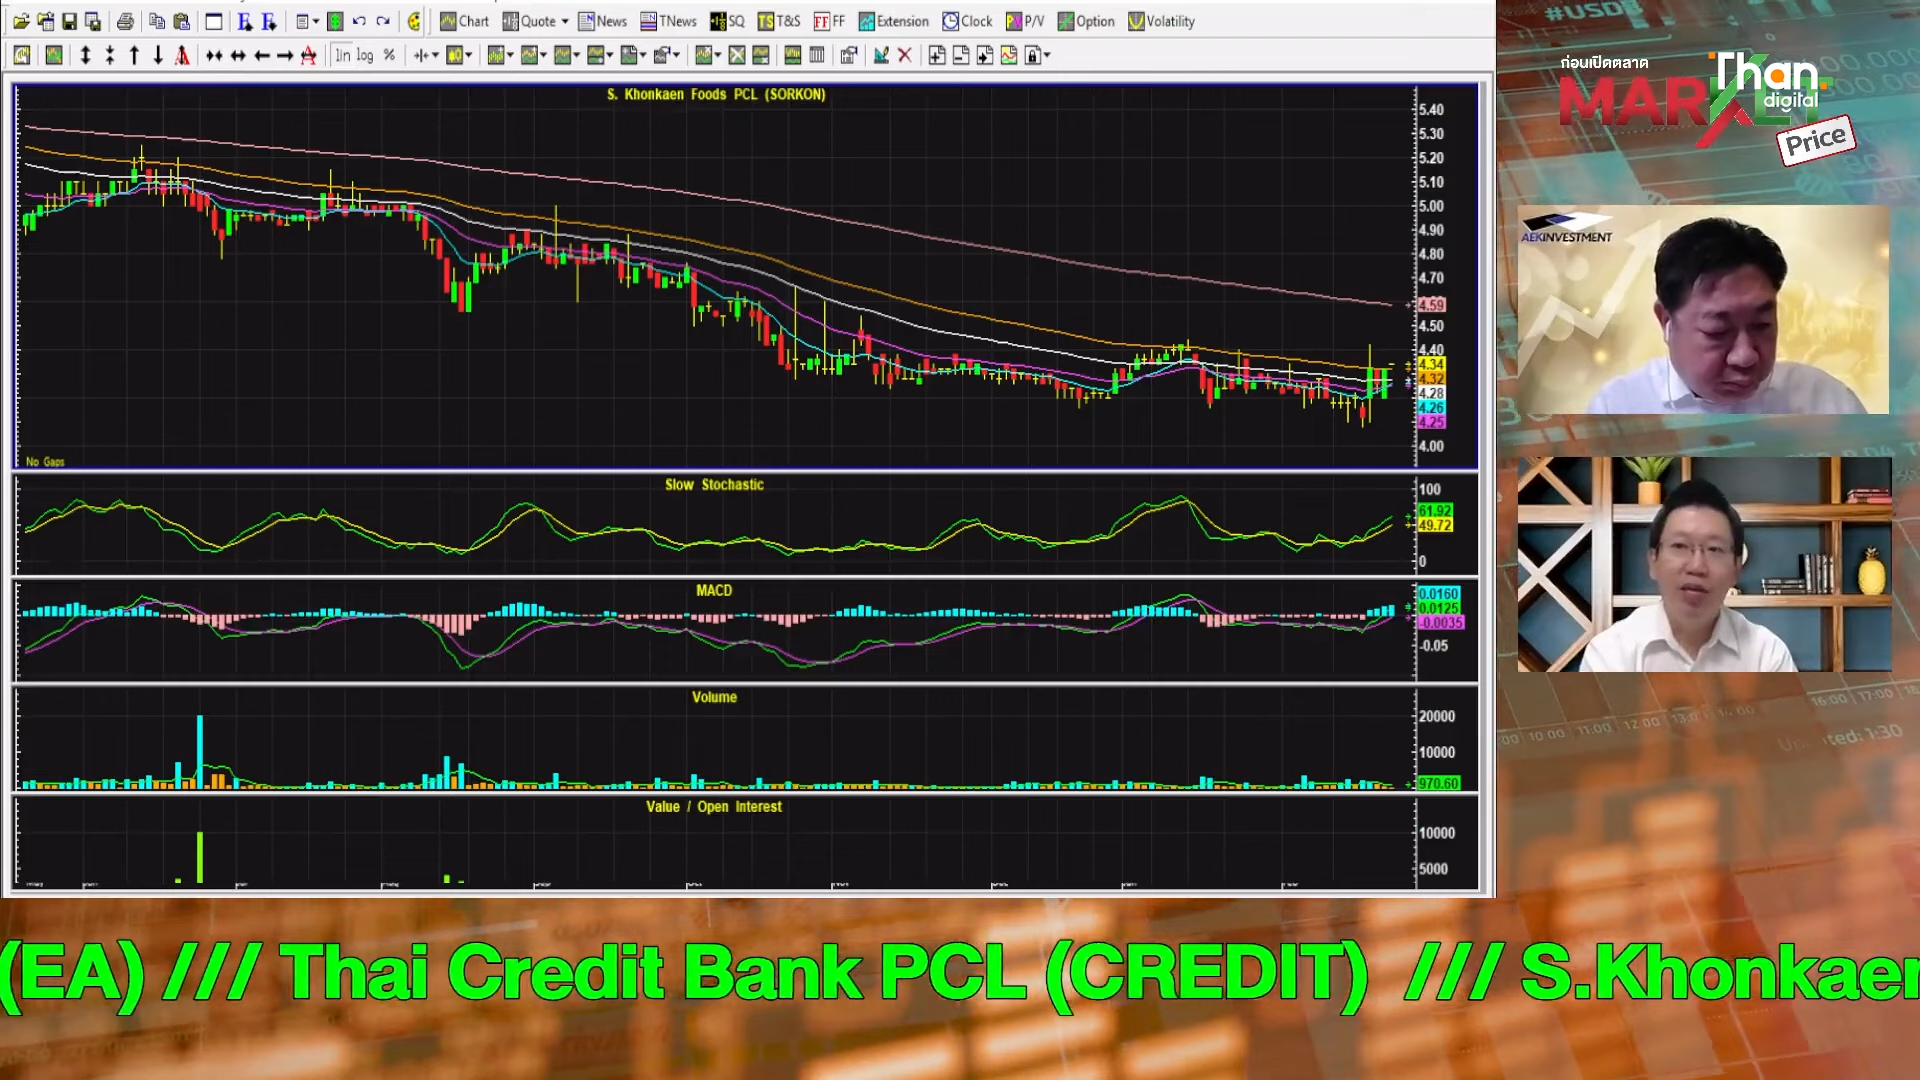 Chart Quote News TNews SQ TS T&S FF FF Extension Clock P/V Option Volatility
lin log %
S. Khonkaen Foods PCL (SORKON)
5.40
5.30
5.20
5.10
5.00
4.90
4.80
4.70
4.59
4.50
4.40
4.34
4.32
4.28
4.26
4.25
4.00
No Gaps
Slow Stochastic
100
61.92
49.72
0
MACD
0.0160
0.0125
-0.0035
-0.05
Volume
20000
10000
970.60
Value / Open Interest
10000
5000
ก่อนเปิดตลาด
MARKET
Than
digital
Price
#USD
AEKINVESTMENT
(EA) /// Thai Credit Bank PCL (CREDIT) /// S.Khonkaen